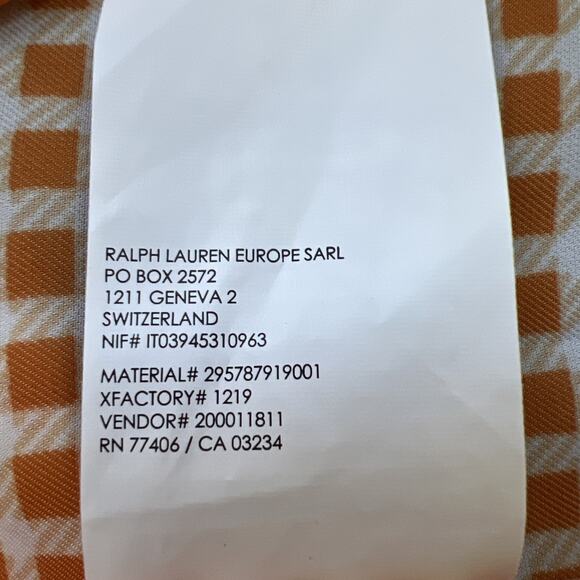 RALPH LAUREN EUROPE SARL
PO BOX 2572
1211 GENEVA 2
SWITZERLAND
NIF# IT03945310963
MATERIAL# 295787919001
XFACTORY# 1219
VENDOR# 200011811
RN 77406 / CA 03234